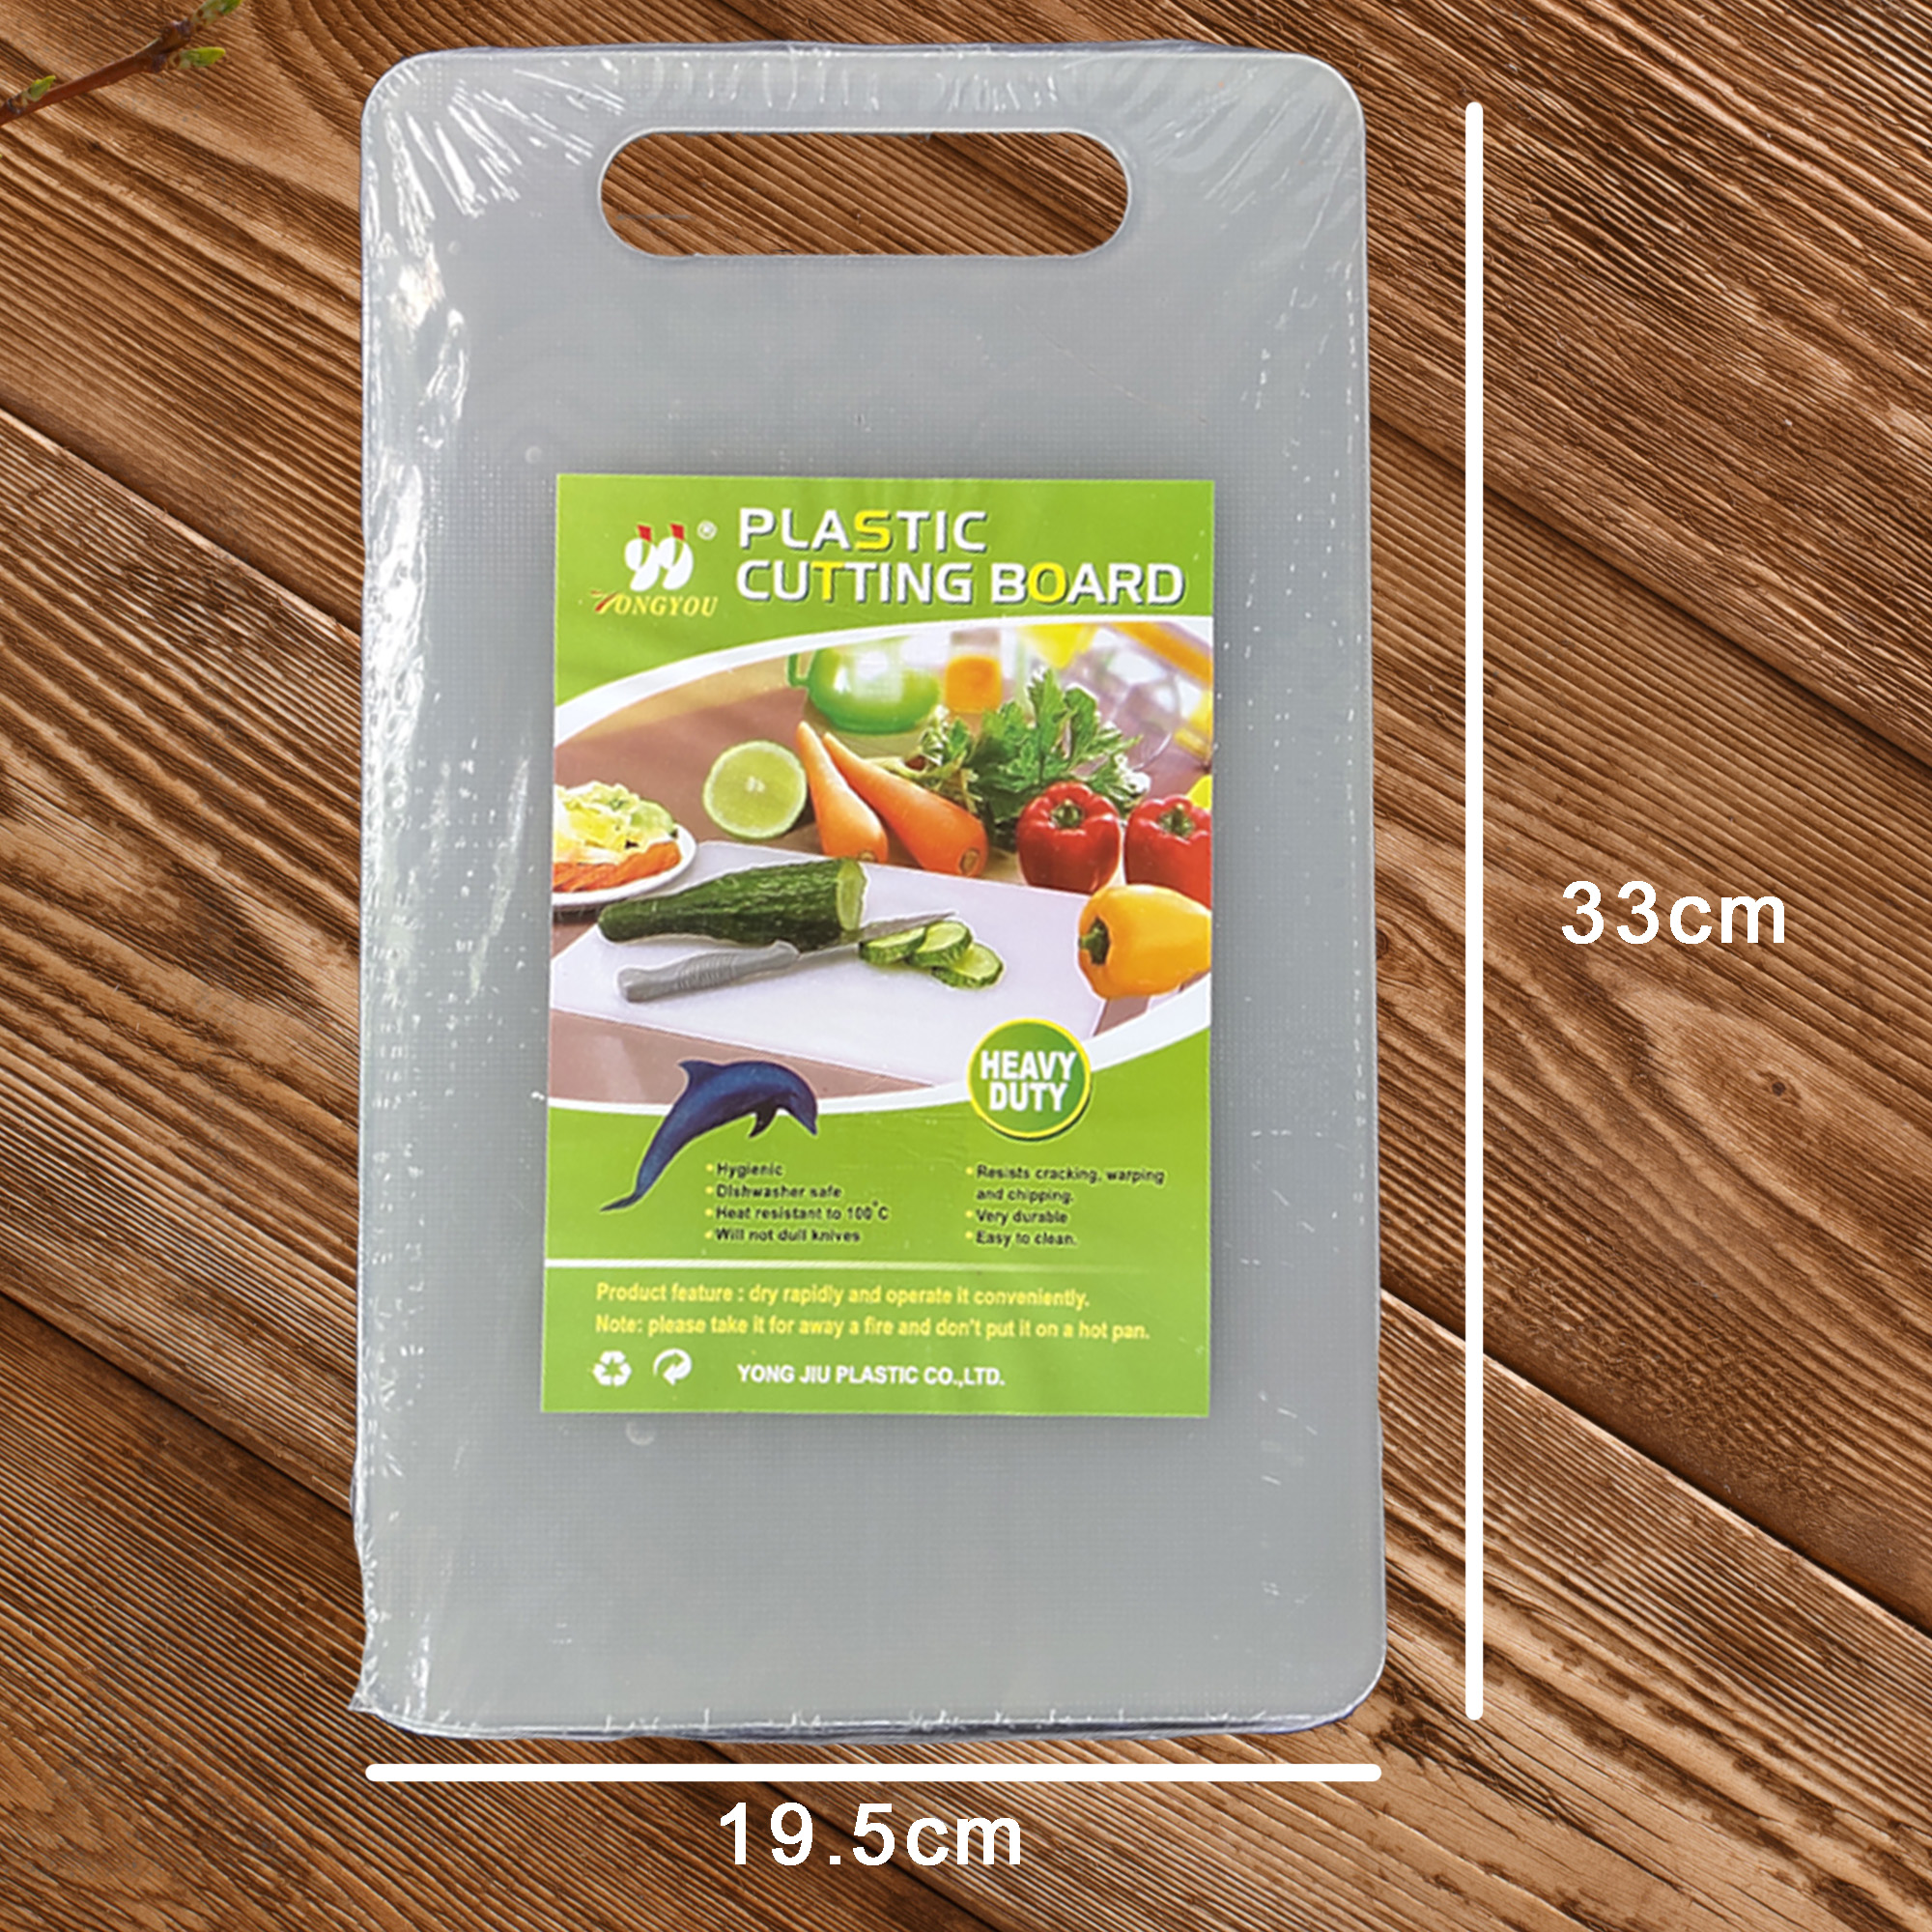 PLASTIC
CUTTING BOARD
®
YONGYOU
HEAVY
DUTY
Hygienic
Dishwasher safe
Heat resistant to 100°C
Will not dull knives
Resists cracking, warping
and chipping.
Very durable
Easy to clean.
Product feature : dry rapidly and operate it conveniently.
Note: please take it for away a fire and don't put it on a hot pan.
YONG JIU PLASTIC CO.,LTD.
33cm
19.5cm